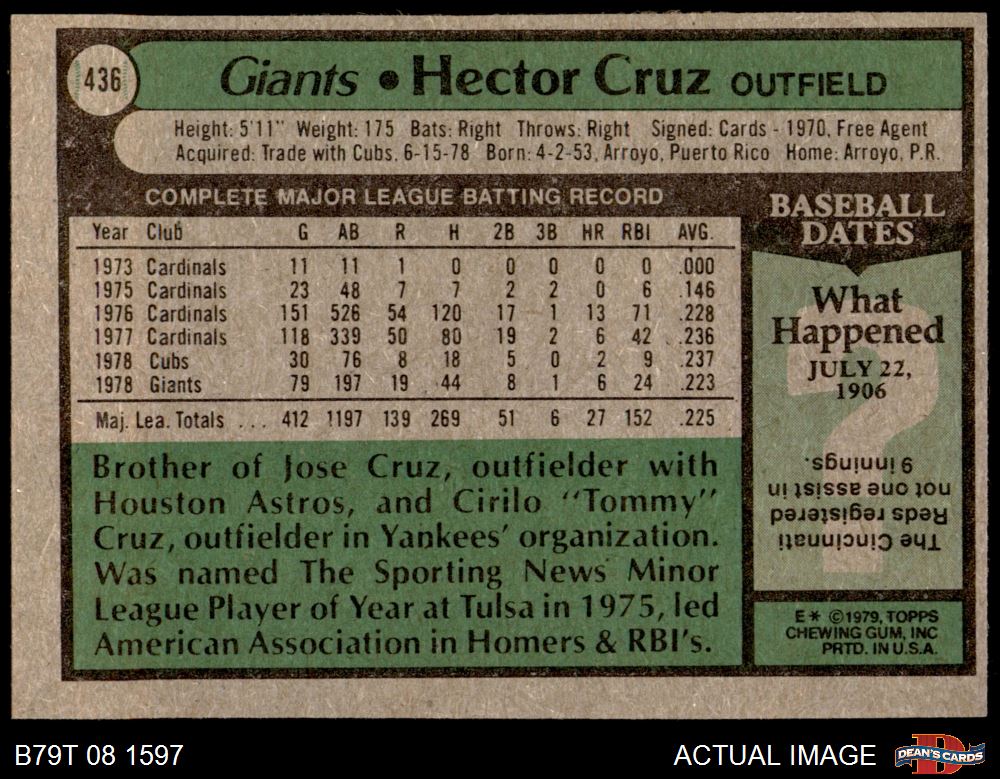 436
Giants • Hector Cruz OUTFIELD
Height: 5'11" Weight: 175 Bats: Right Throws: Right Signed: Cards - 1970, Free Agent
Acquired: Trade with Cubs, 6-15-78 Born: 4-2-53, Arroyo, Puerto Rico Home: Arroyo, P.R.
COMPLETE MAJOR LEAGUE BATTING RECORD
Year Club G AB R H 2B 3B HR RBI AVG.
1973 Cardinals 11 11 1 0 0 0 0 0 .000
1975 Cardinals 23 48 7 7 2 2 0 6 .146
1976 Cardinals 151 526 54 120 17 1 13 71 .228
1977 Cardinals 118 339 50 80 19 2 6 42 .236
1978 Cubs 30 76 8 18 5 0 2 9 .237
1978 Giants 79 197 19 44 8 1 6 24 .223
Maj. Lea. Totals ... 412 1197 139 269 51 6 27 152 .225
Brother of Jose Cruz, outfielder with
Houston Astros, and Cirilo "Tommy"
Cruz, outfielder in Yankees' organization.
Was named The Sporting News Minor
League Player of Year at Tulsa in 1975, led
American Association in Homers & RBI's.
BASEBALL
DATES
What
Happened
JULY 22,
1906
?
The Cincinnati
Reds registered
not one assist in
9 innings.
E* ©1979, TOPPS
CHEWING GUM, INC
PRTD. IN U.S.A.
B79T 08 1597
ACTUAL IMAGE
D
DEAN'S CARDS